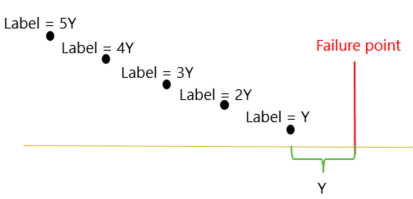 Label = 5Y
Label = 4Y
Failure point
Label = 3Y
Label = 2Y
Label = Y
Y